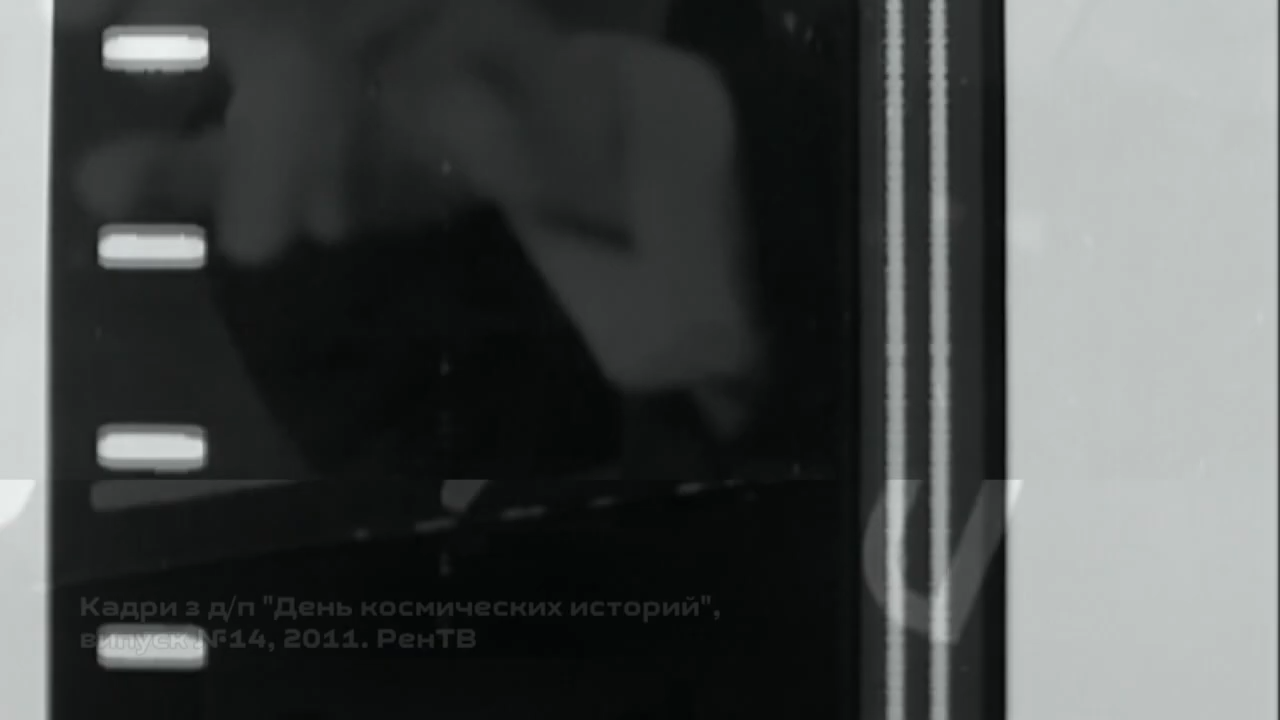 Кадри з д/п "День космических историй",
випуск №14, 2011. РенТВ